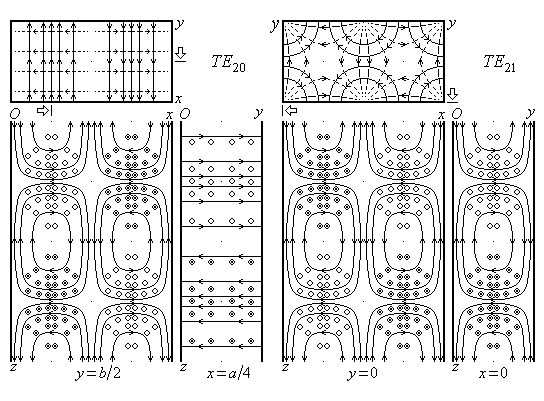 y y
TE20 TE21
x x
O x O y x y
z z z z
y=b/2 x=a/4 y=0 x=0